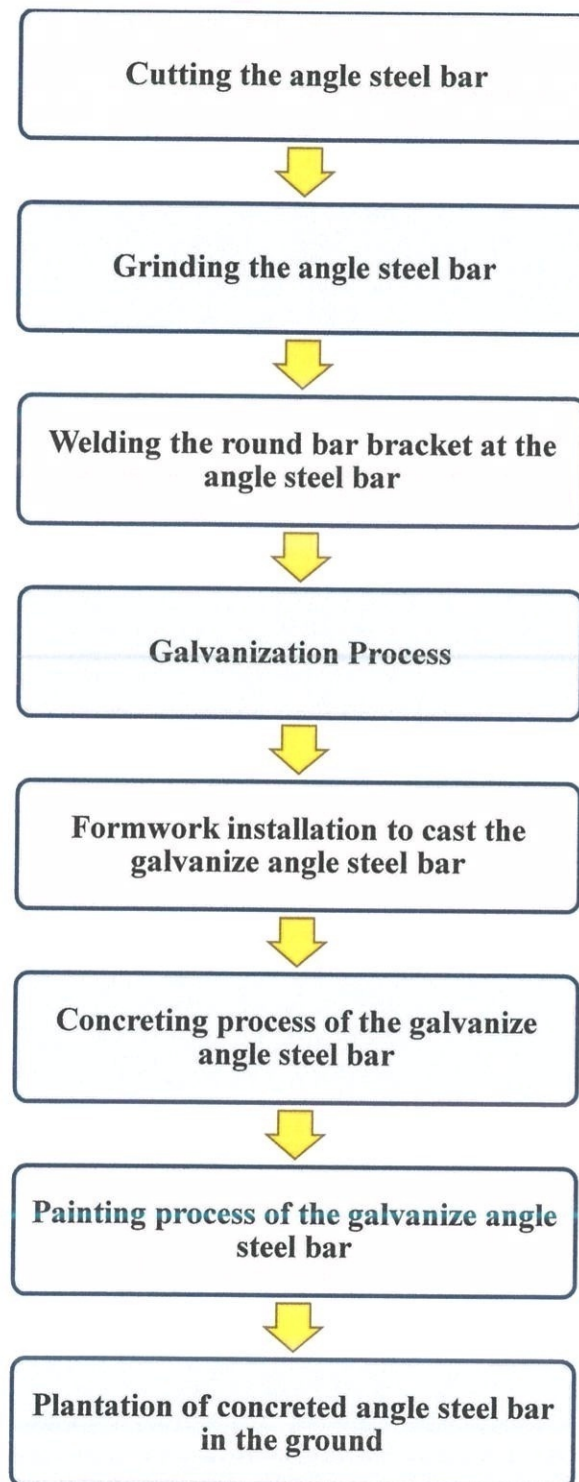 Cutting the angle steel bar
Grinding the angle steel bar
Welding the round bar bracket at the
angle steel bar
Galvanization Process
Formwork installation to cast the
galvanize angle steel bar
Concreting process of the galvanize
angle steel bar
Painting process of the galvanize angle
steel bar
Plantation of concreted angle steel bar
in the ground